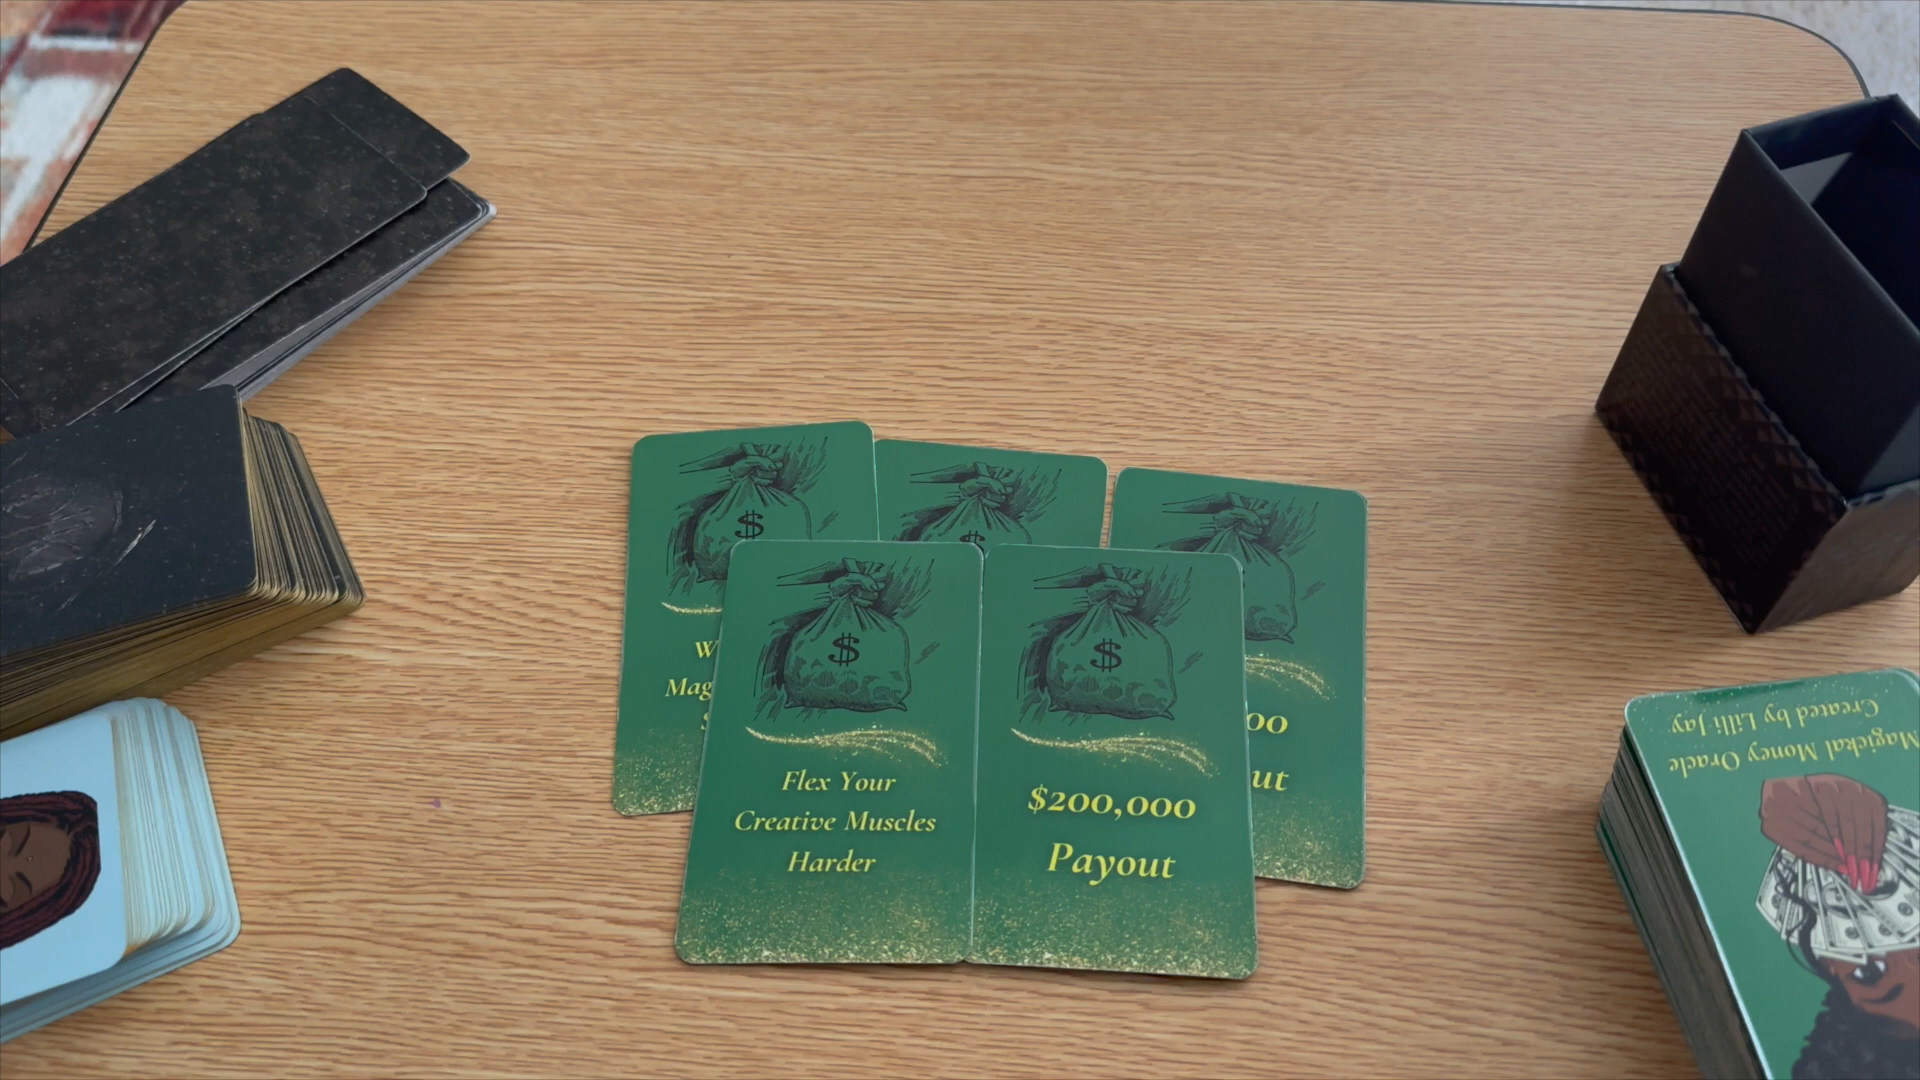 $
Flex Your
Creative Muscles
Harder
$
$200,000
Payout
Magickal Money Oracle
Created by Lilli Jay